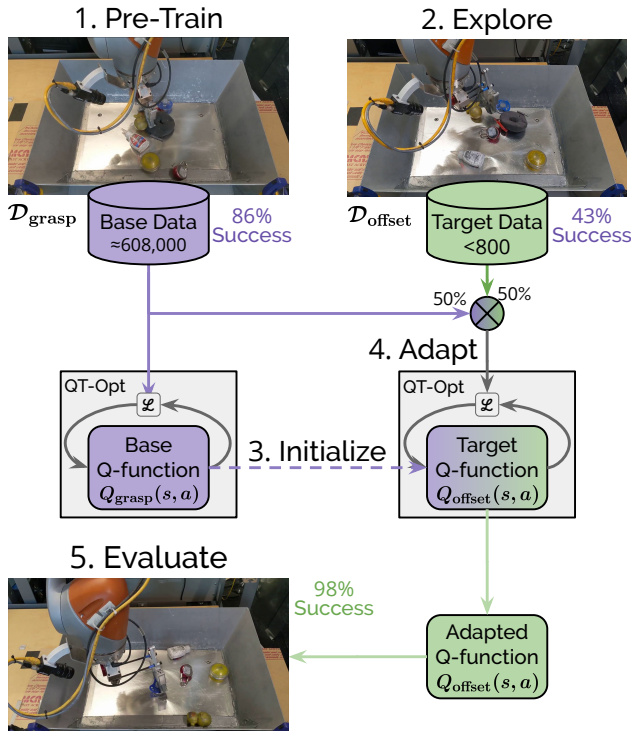 1. Pre-Train
2. Explore
𝒟grasp
Base Data
≈608,000
86%
Success
𝒟offset
Target Data
<800
43%
Success
50%
50%
4. Adapt
QT-Opt
ℒ
Base
Q-function
Qgrasp(s, a)
3. Initialize
QT-Opt
ℒ
Target
Q-function
Qoffset(s, a)
5. Evaluate
98%
Success
Adapted
Q-function
Qoffset(s, a)